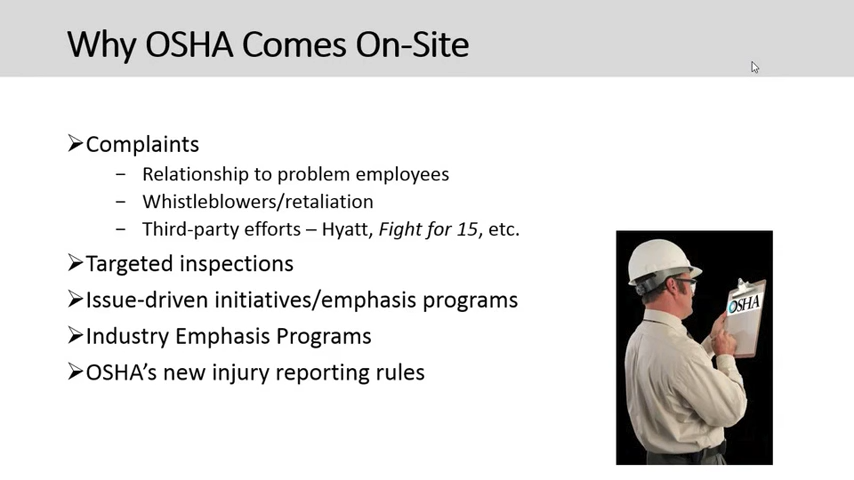 Why OSHA Comes On-Site
➢Complaints
– Relationship to problem employees
– Whistleblowers/retaliation
– Third-party efforts – Hyatt, Fight for 15, etc.
➢Targeted inspections
➢Issue-driven initiatives/emphasis programs
➢Industry Emphasis Programs
➢OSHA’s new injury reporting rules
OSHA